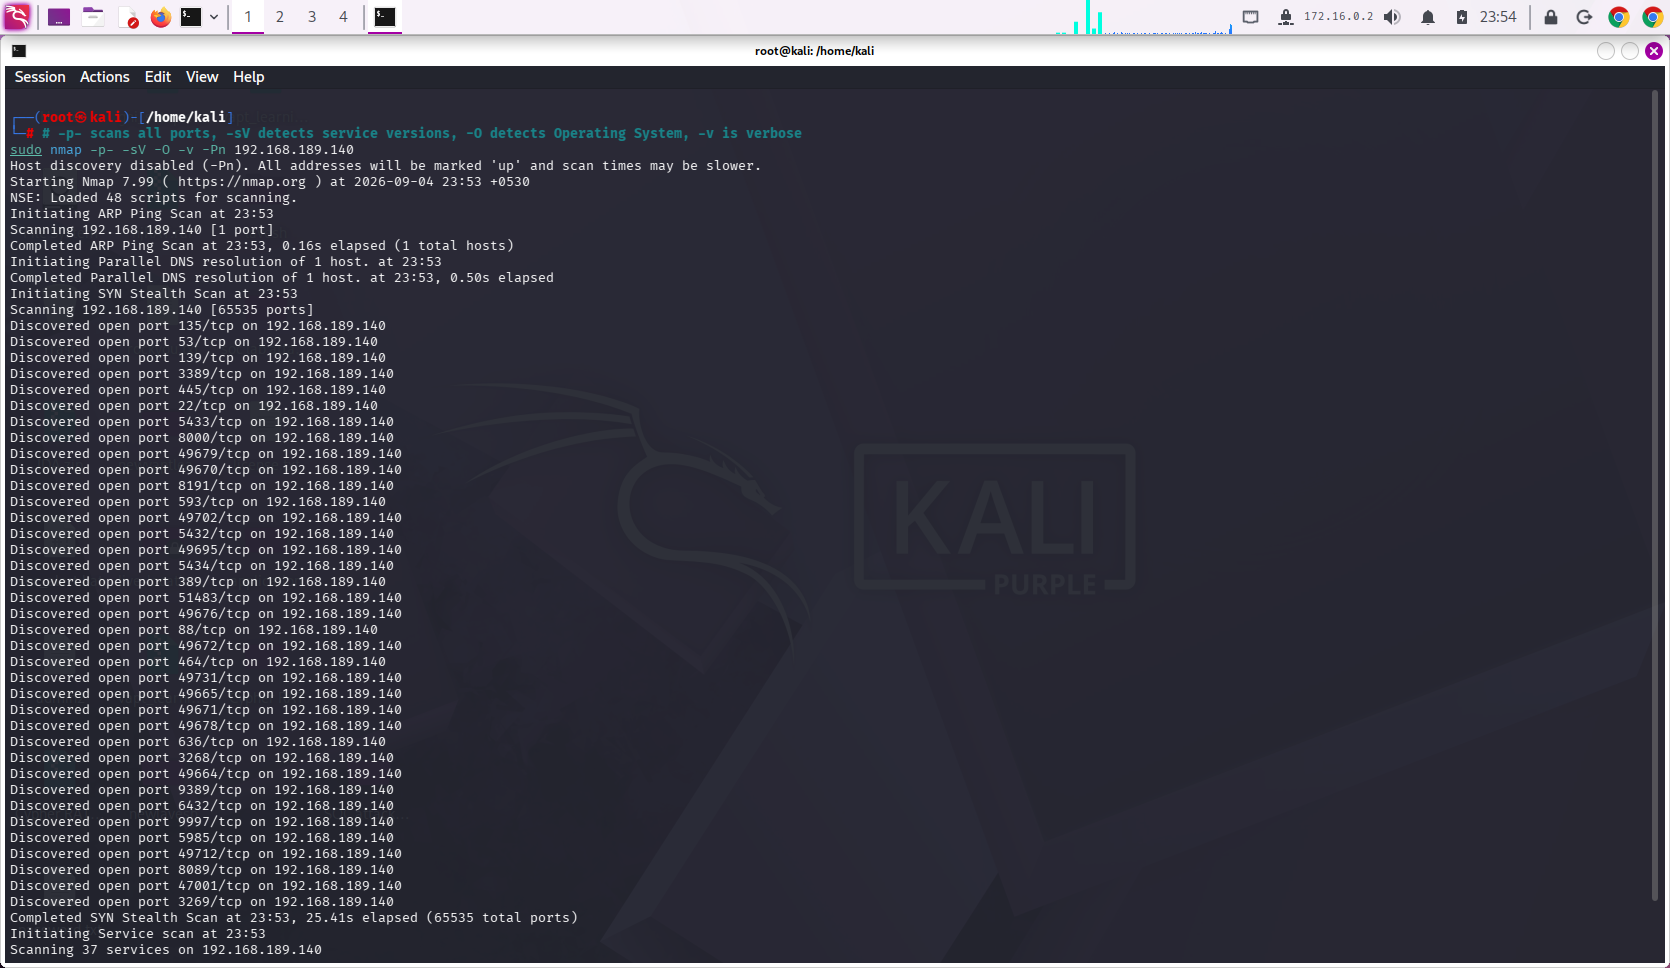 1 2 3 4 172.16.0.2 23:54
root@kali: /home/kali
Session Actions Edit View Help
┌──(root㉿kali)-[/home/kali]
└─# # -p- scans all ports, -sV detects service versions, -O detects Operating System, -v is verbose
sudo nmap -p- -sV -O -v -Pn 192.168.189.140
Host discovery disabled (-Pn). All addresses will be marked 'up' and scan times may be slower.
Starting Nmap 7.99 ( https://nmap.org ) at 2026-09-04 23:53 +0530
NSE: Loaded 48 scripts for scanning.
Initiating ARP Ping Scan at 23:53
Scanning 192.168.189.140 [1 port]
Completed ARP Ping Scan at 23:53, 0.16s elapsed (1 total hosts)
Initiating Parallel DNS resolution of 1 host. at 23:53
Completed Parallel DNS resolution of 1 host. at 23:53, 0.50s elapsed
Initiating SYN Stealth Scan at 23:53
Scanning 192.168.189.140 [65535 ports]
Discovered open port 135/tcp on 192.168.189.140
Discovered open port 53/tcp on 192.168.189.140
Discovered open port 139/tcp on 192.168.189.140
Discovered open port 3389/tcp on 192.168.189.140
Discovered open port 445/tcp on 192.168.189.140
Discovered open port 22/tcp on 192.168.189.140
Discovered open port 5433/tcp on 192.168.189.140
Discovered open port 8000/tcp on 192.168.189.140
Discovered open port 49679/tcp on 192.168.189.140
Discovered open port 49670/tcp on 192.168.189.140
Discovered open port 8191/tcp on 192.168.189.140
Discovered open port 593/tcp on 192.168.189.140
Discovered open port 49702/tcp on 192.168.189.140
Discovered open port 5432/tcp on 192.168.189.140
Discovered open port 49695/tcp on 192.168.189.140
Discovered open port 5434/tcp on 192.168.189.140
Discovered open port 389/tcp on 192.168.189.140
Discovered open port 51483/tcp on 192.168.189.140
Discovered open port 49676/tcp on 192.168.189.140
Discovered open port 88/tcp on 192.168.189.140
Discovered open port 49672/tcp on 192.168.189.140
Discovered open port 464/tcp on 192.168.189.140
Discovered open port 49731/tcp on 192.168.189.140
Discovered open port 49665/tcp on 192.168.189.140
Discovered open port 49671/tcp on 192.168.189.140
Discovered open port 49678/tcp on 192.168.189.140
Discovered open port 636/tcp on 192.168.189.140
Discovered open port 3268/tcp on 192.168.189.140
Discovered open port 49664/tcp on 192.168.189.140
Discovered open port 9389/tcp on 192.168.189.140
Discovered open port 6432/tcp on 192.168.189.140
Discovered open port 9997/tcp on 192.168.189.140
Discovered open port 5985/tcp on 192.168.189.140
Discovered open port 49712/tcp on 192.168.189.140
Discovered open port 8089/tcp on 192.168.189.140
Discovered open port 47001/tcp on 192.168.189.140
Discovered open port 3269/tcp on 192.168.189.140
Completed SYN Stealth Scan at 23:53, 25.41s elapsed (65535 total ports)
Initiating Service scan at 23:53
Scanning 37 services on 192.168.189.140
KALI
PURPLE